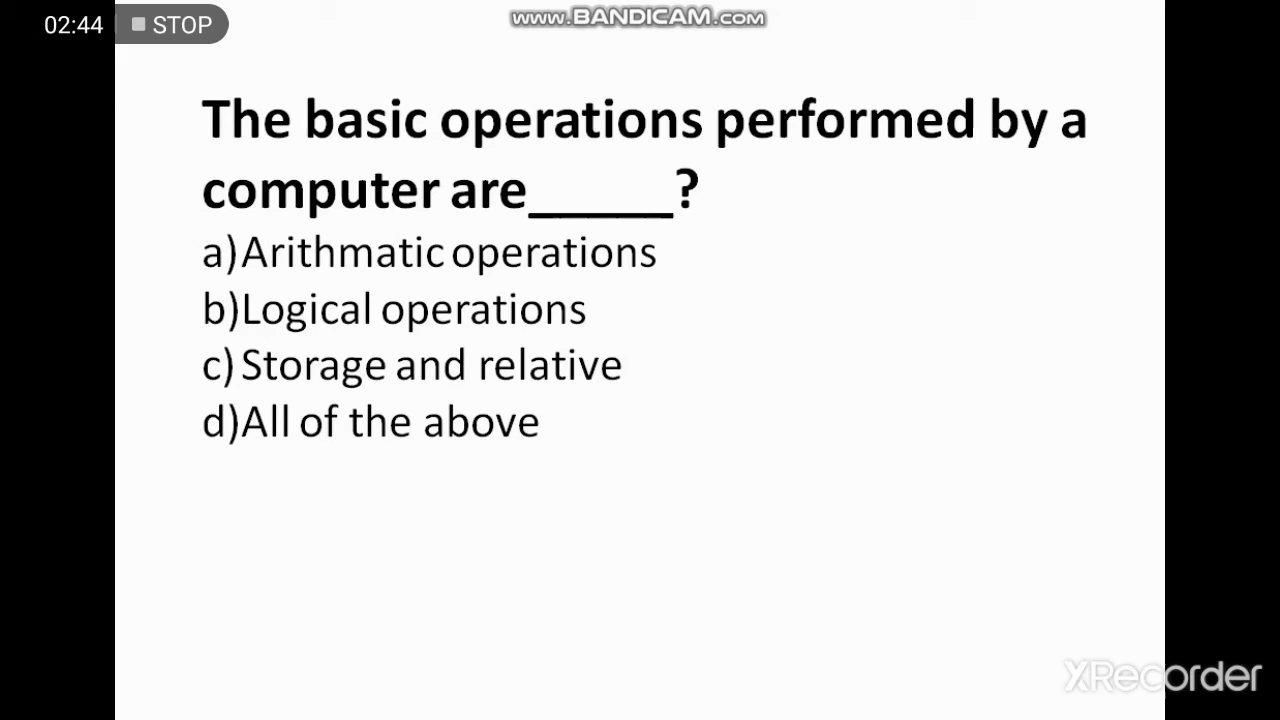 02:44 STOP
www.BANDICAM.com
The basic operations performed by a
computer are_____?
a)Arithmatic operations
b)Logical operations
c)Storage and relative
d)All of the above
XRecorder